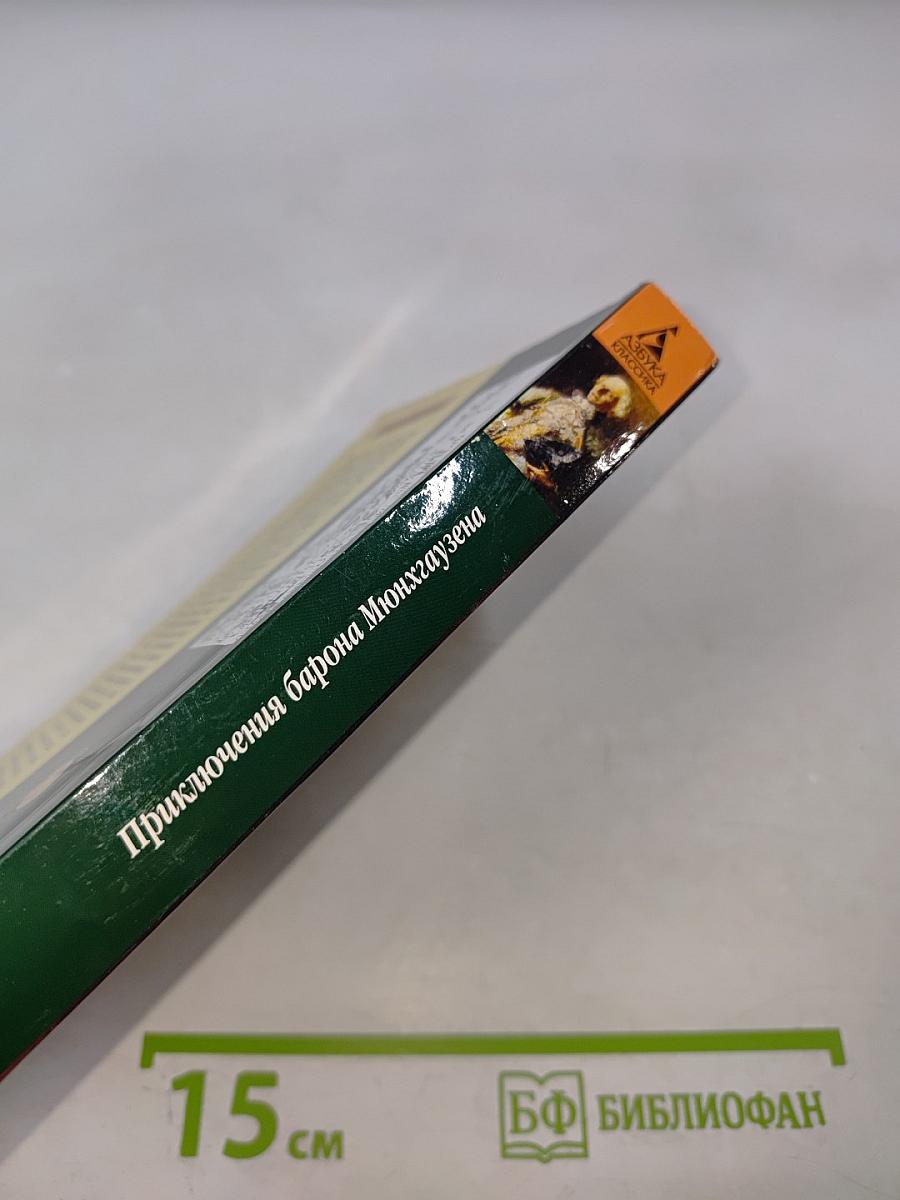 АЗБУКА
КЛАССИКА
Приключения барона Мюнхгаузена
15 см
БФ БИБЛИОФАН